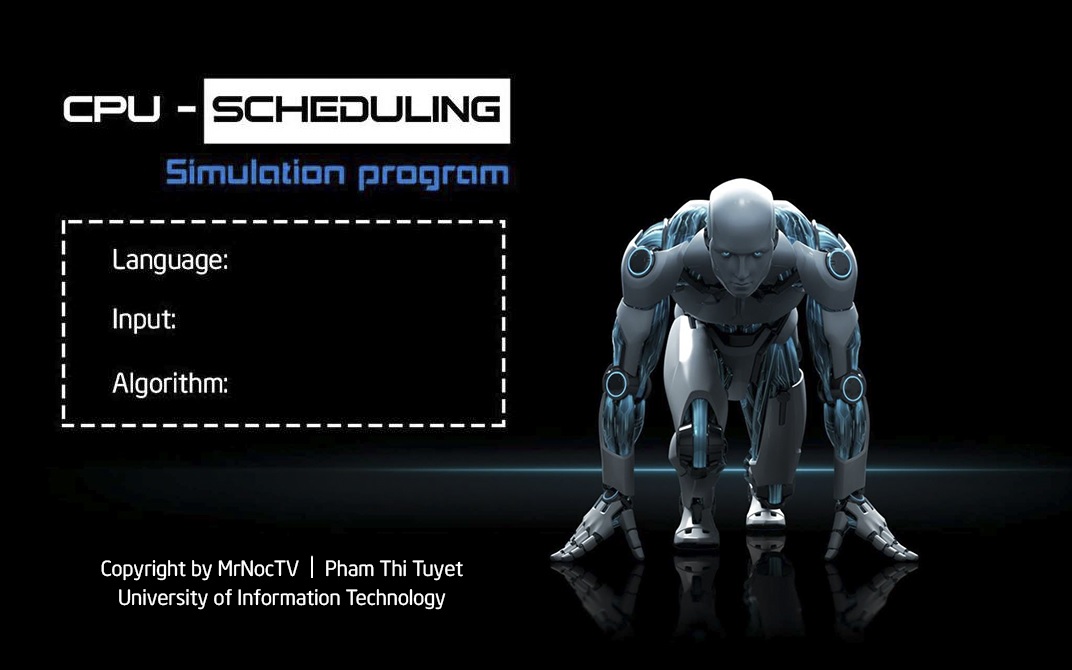 CPU - SCHEDULING
Simulation program
Language:
Input:
Algorithm:
Copyright by MrNocTV | Pham Thi Tuyet
University of Information Technology